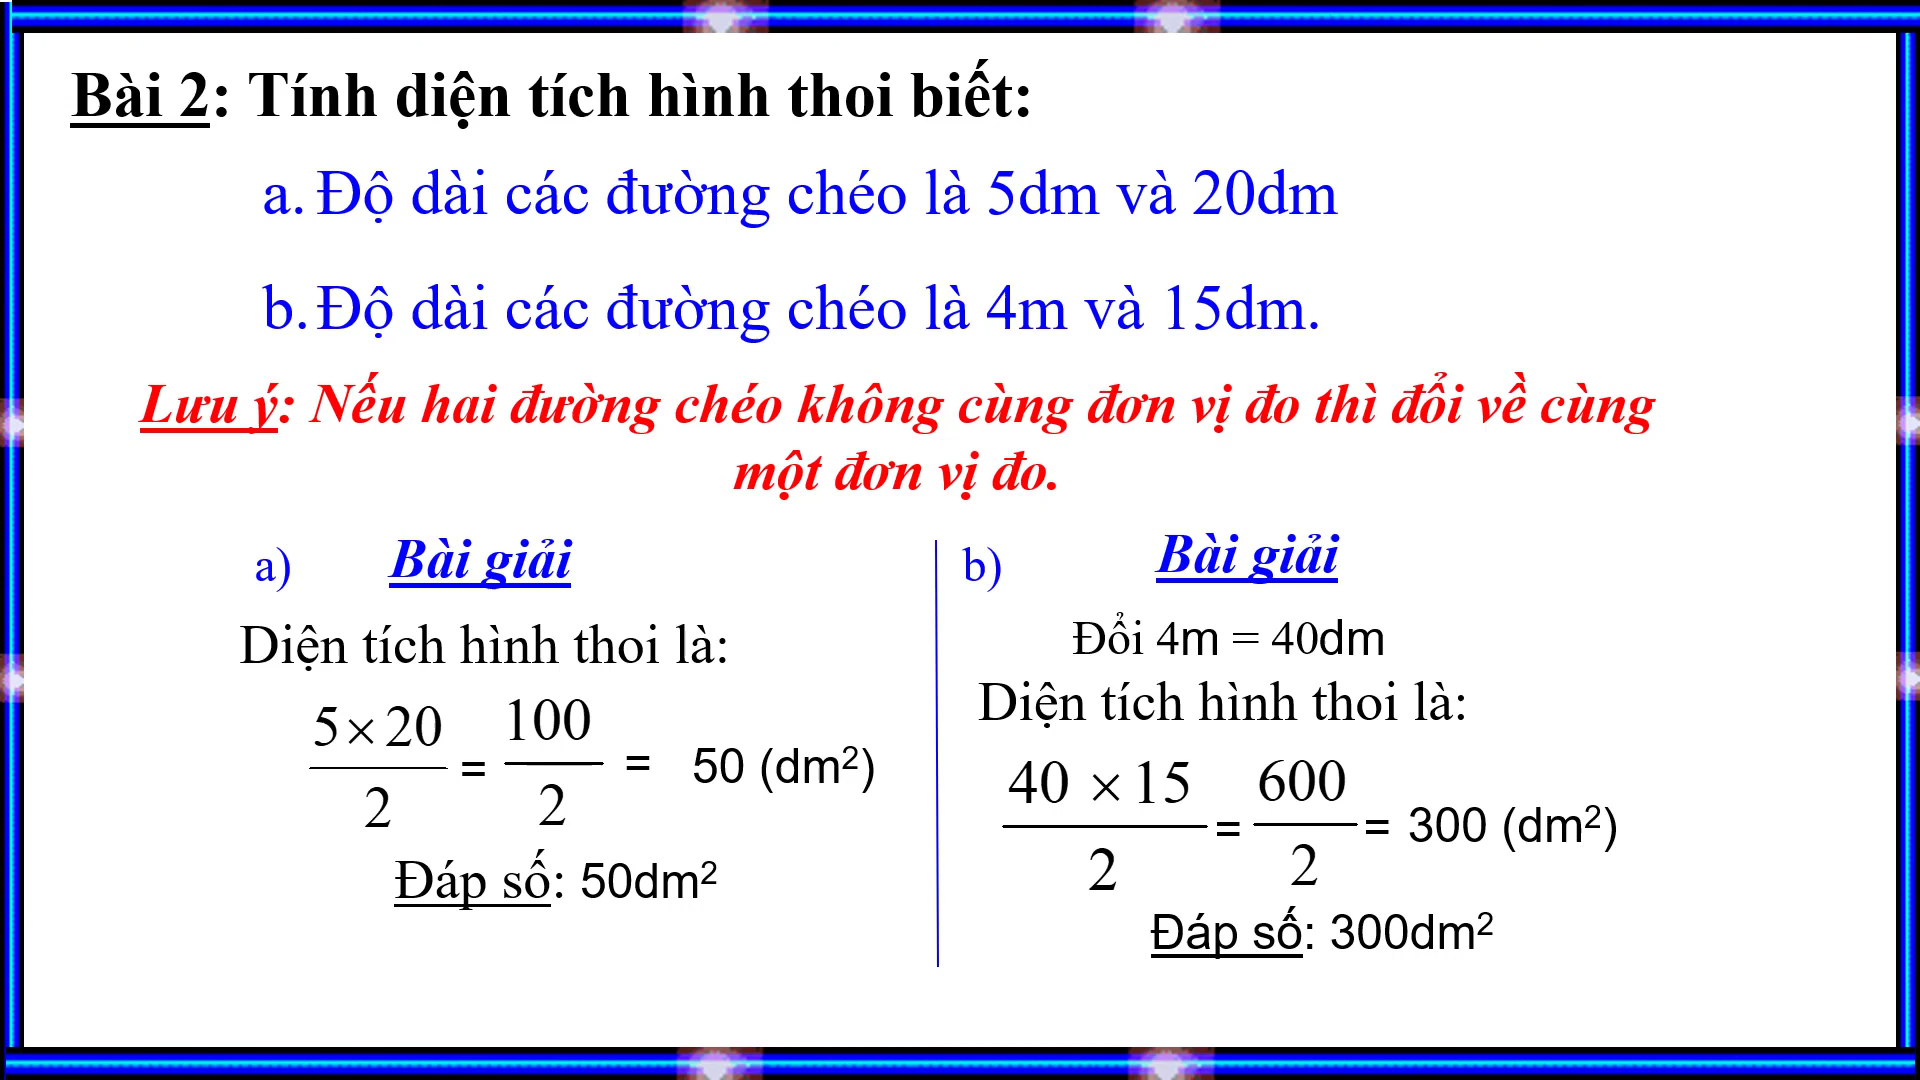 Bài 2: Tính diện tích hình thoi biết:
a. Độ dài các đường chéo là 5dm và 20dm
b. Độ dài các đường chéo là 4m và 15dm.
Lưu ý: Nếu hai đường chéo không cùng đơn vị đo thì đổi về cùng
một đơn vị đo.
a) Bài giải
Diện tích hình thoi là:
5×20/2 = 100/2 = 50 (dm²)
Đáp số: 50dm²
b) Bài giải
Đổi 4m = 40dm
Diện tích hình thoi là:
40 ×15/2 = 600/2 = 300 (dm²)
Đáp số: 300dm²